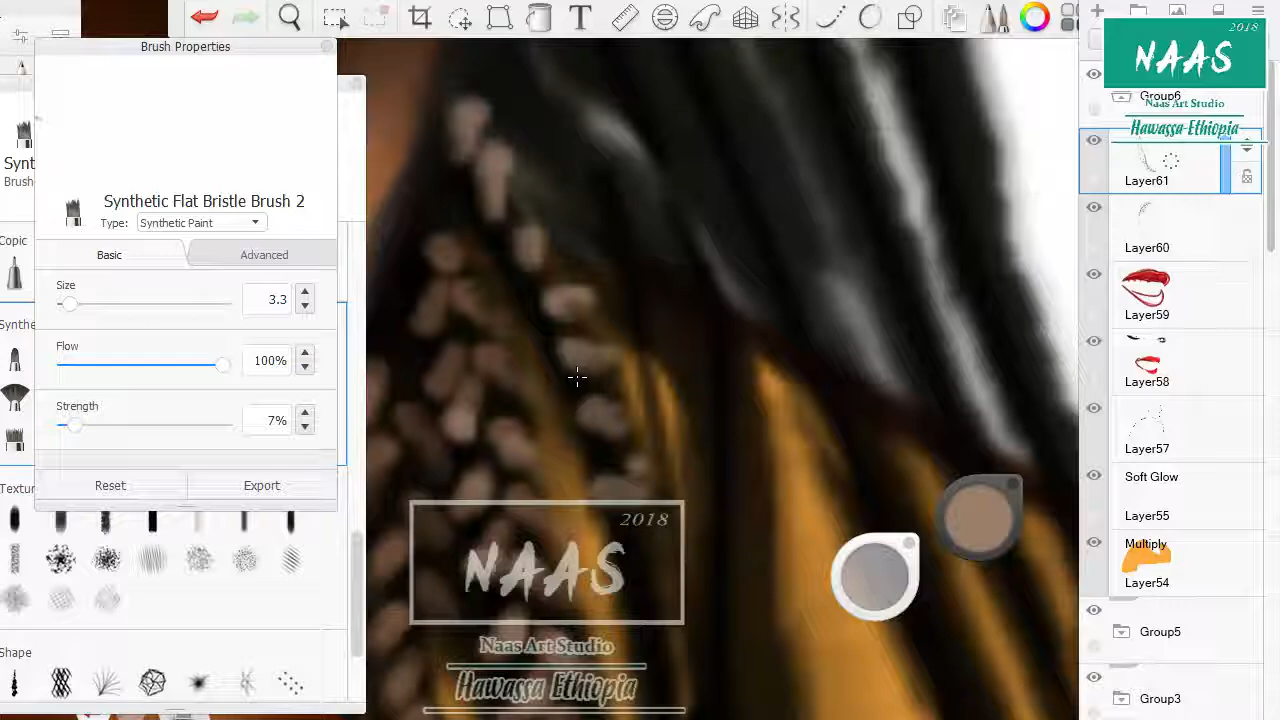 Brush Properties
Synt
Brush
Copic
Synthe
Textur
Shape
Synthetic Flat Bristle Brush 2
Type: Synthetic Paint
Basic
Advanced
Size
3.3
Flow
100%
Strength
7%
Reset
Export
2018
NAAS
Naas Art Studio
Hawassa Ethiopia
2018
NAAS
Naas Art Studio
Hawassa-Ethiopia
Group6
Layer61
Layer60
Layer59
Layer58
Layer57
Soft Glow
Layer55
Multiply
Layer54
Group5
Group3